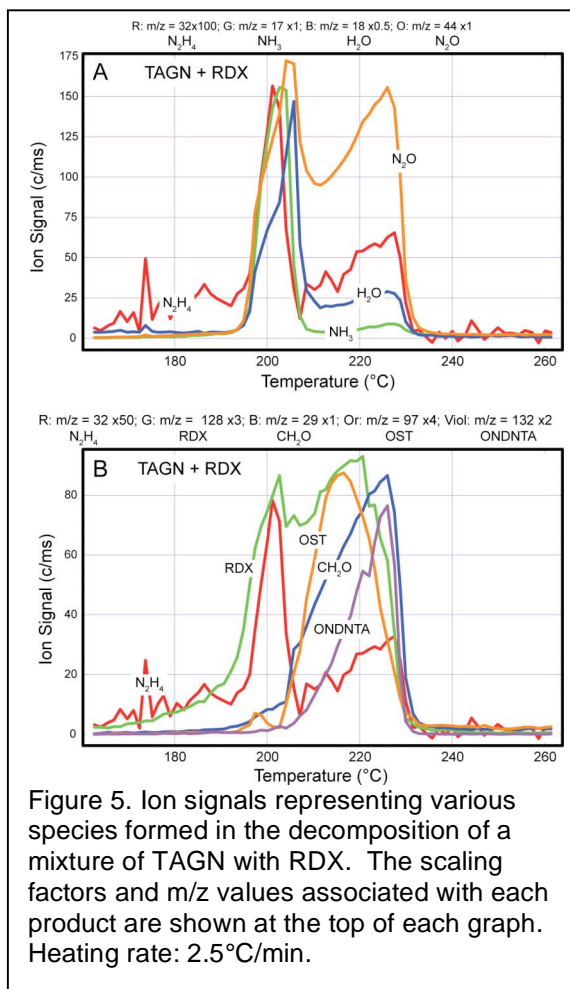 R: m/z = 32x100; G: m/z = 17 x1; B: m/z = 18 x0.5; O: m/z = 44 x1
N₂H₄ NH₃ H₂O N₂O
A TAGN + RDX
175
150
125
100
75
50
25
0
Ion Signal (c/ms)
N₂O
N₂H₄
H₂O
NH₃
180 200 220 240 260
Temperature (°C)
R: m/z = 32 x50; G: m/z = 128 x3; B: m/z = 29 x1; Or: m/z = 97 x4; Viol: m/z = 132 x2
N₂H₄ RDX CH₂O OST ONDNTA
B TAGN + RDX
80
60
40
20
0
Ion Signal (c/ms)
OST
RDX
CH₂O
ONDNTA
N₂H₄
180 200 220 240 260
Temperature (°C)
Figure 5. Ion signals representing various
species formed in the decomposition of a
mixture of TAGN with RDX. The scaling
factors and m/z values associated with each
product are shown at the top of each graph.
Heating rate: 2.5°C/min.